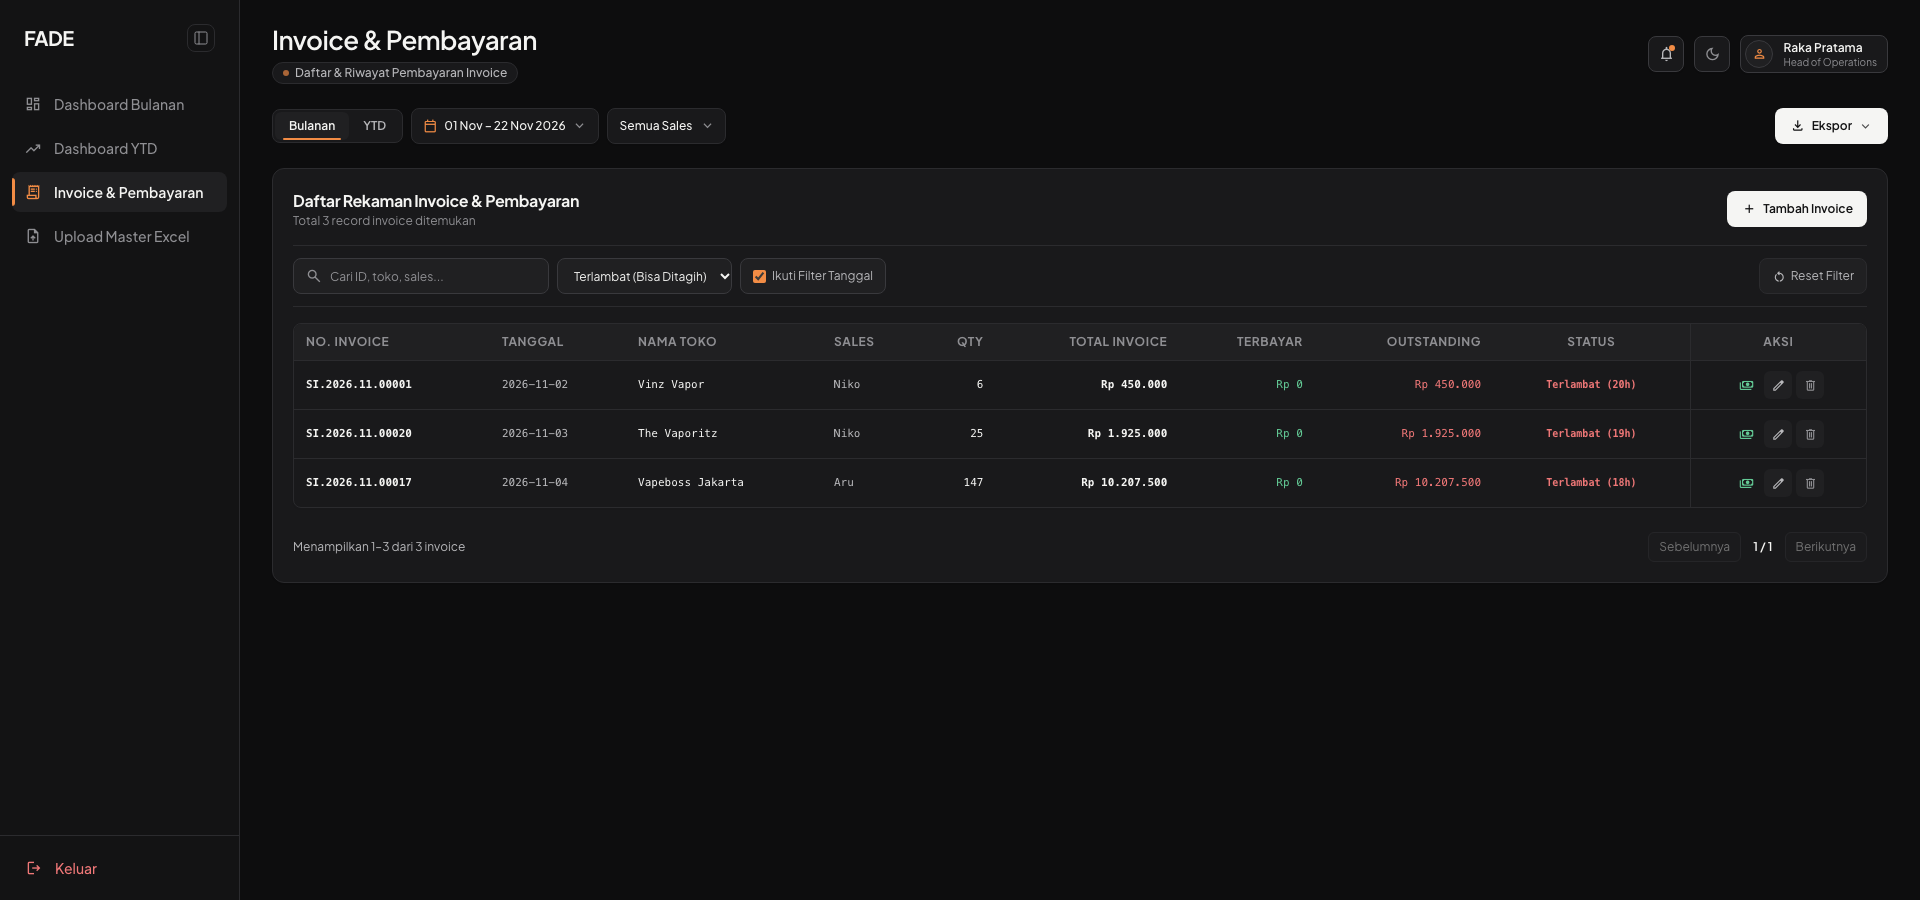 FADE
Dashboard Bulanan
Dashboard YTD
Invoice & Pembayaran
Upload Master Excel
Keluar
Invoice & Pembayaran
Daftar & Riwayat Pembayaran Invoice
Raka Pratama
Head of Operations
Bulanan YTD 01 Nov – 22 Nov 2026 Semua Sales Ekspor
Daftar Rekaman Invoice & Pembayaran
Total 3 record invoice ditemukan
Tambah Invoice
Cari ID, toko, sales... Terlambat (Bisa Ditagih) Ikuti Filter Tanggal Reset Filter
NO. INVOICE TANGGAL NAMA TOKO SALES QTY TOTAL INVOICE TERBAYAR OUTSTANDING STATUS AKSI
SI.2026.11.00001 2026-11-02 Vinz Vapor Niko 6 Rp 450.000 Rp 0 Rp 450.000 Terlambat (20h)
SI.2026.11.00020 2026-11-03 The Vaporitz Niko 25 Rp 1.925.000 Rp 0 Rp 1.925.000 Terlambat (19h)
SI.2026.11.00017 2026-11-04 Vapeboss Jakarta Aru 147 Rp 10.207.500 Rp 0 Rp 10.207.500 Terlambat (18h)
Menampilkan 1–3 dari 3 invoice
Sebelumnya 1 / 1 Berikutnya